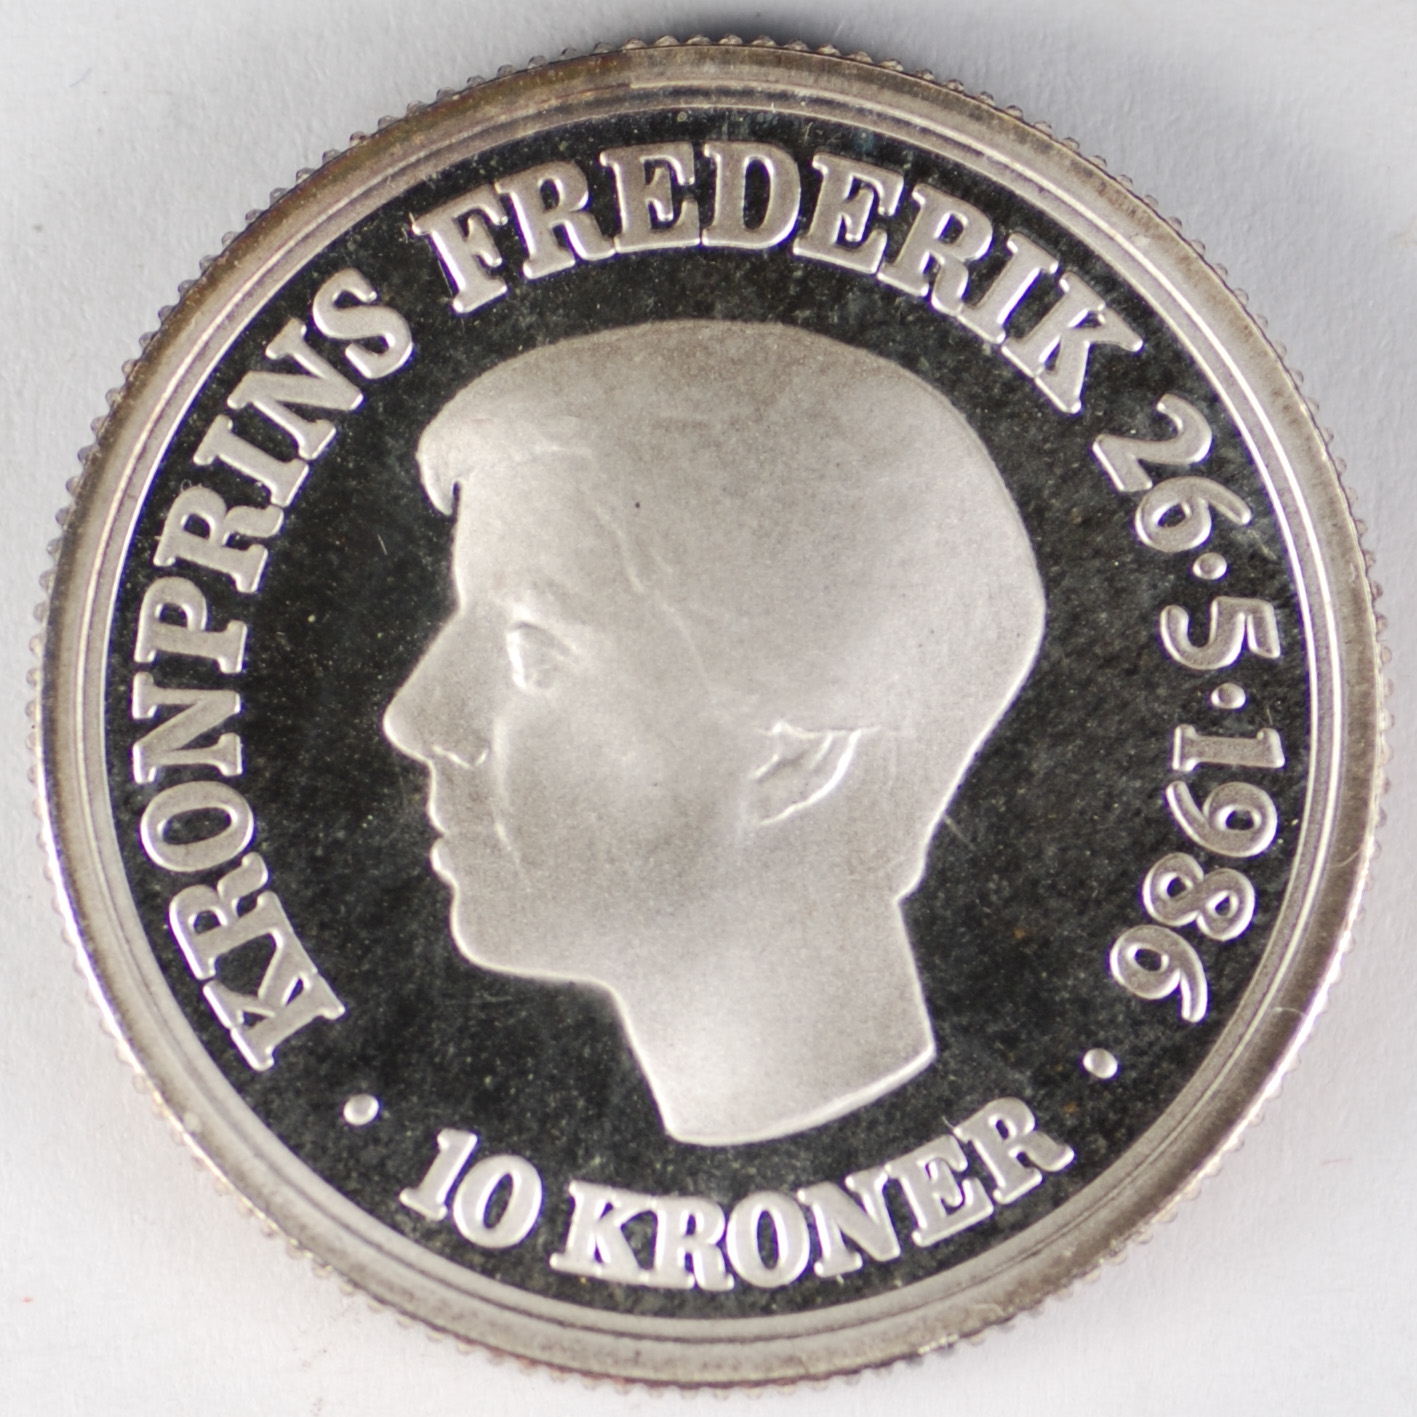 KRONPRINS FREDERIK 26·5·1986
· 10 KRONER ·